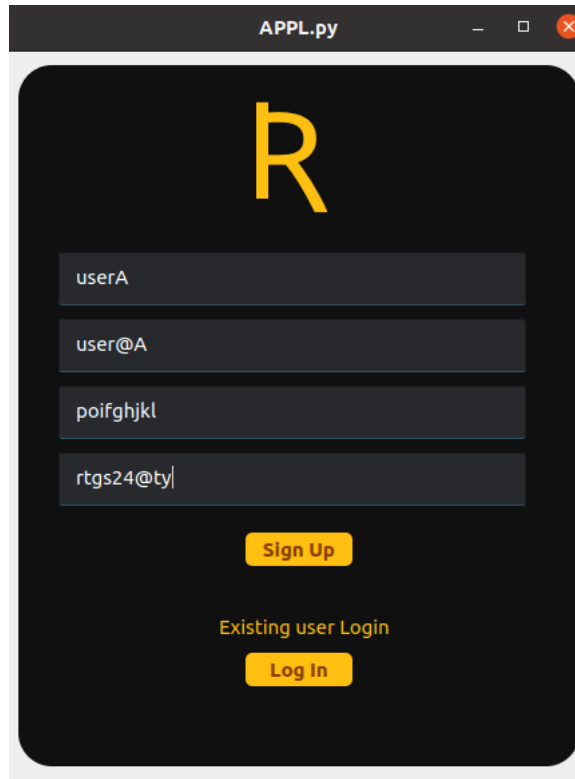 APPL.py
R
userA
user@A
poifghjkl
rtgs24@ty
Sign Up
Existing user Login
Log In